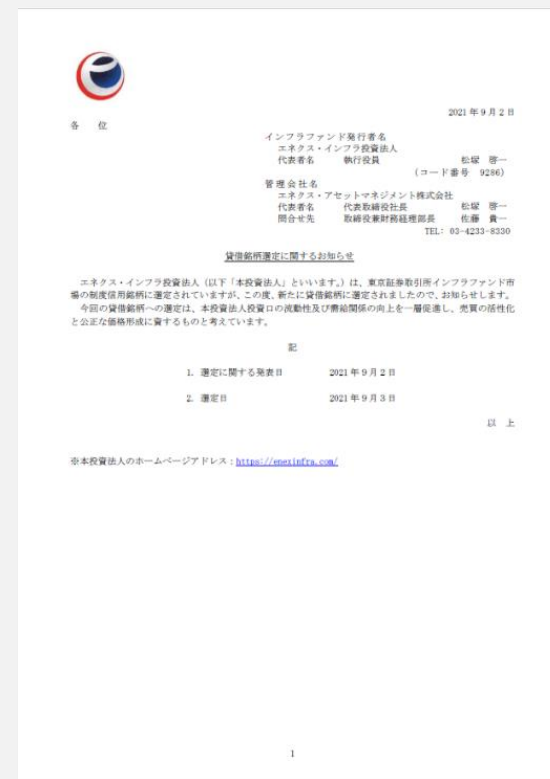 2021年9月2日
各　位
インフラファンド発行者名
エネクス・インフラ投資法人
代表者名　　執行役員　　松塚　啓一
（コード番号　9286）
管理会社名
エネクス・アセットマネジメント株式会社
代表者名　　代表取締役社長　　松塚　啓一
問合せ先　　取締役兼財務経理部長　　佐藤　貴一
TEL: 03-4233-8330
貸借銘柄選定に関するお知らせ
エネクス・インフラ投資法人（以下「本投資法人」といいます。）は、東京証券取引所インフラファンド市
場の制度信用銘柄に選定されていますが、この度、新たに貸借銘柄に選定されましたので、お知らせします。
今回の貸借銘柄への選定は、本投資法人投資口の流動性及び需給関係の向上を一層促進し、売買の活性化
と公正な価格形成に資するものと考えています。
記
1. 選定に関する発表日　　2021年9月2日
2. 選定日　　2021年9月3日
以　上
※本投資法人のホームページアドレス：https://enexinfra.com/
1